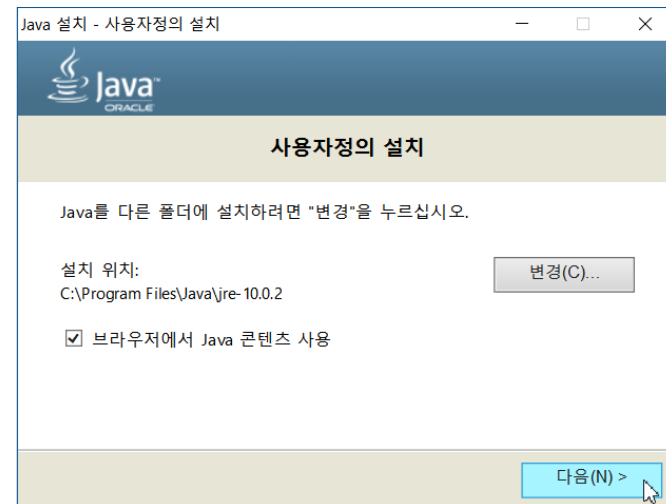 Java 설치 - 사용자정의 설치
Java™
ORACLE
사용자정의 설치
Java를 다른 폴더에 설치하려면 "변경"을 누르십시오.
설치 위치:
변경(C)...
C:\Program Files\Java\jre-10.0.2
브라우저에서 Java 콘텐츠 사용
다음(N) >